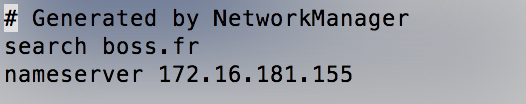 # Generated by NetworkManager
search boss.fr
nameserver 172.16.181.155